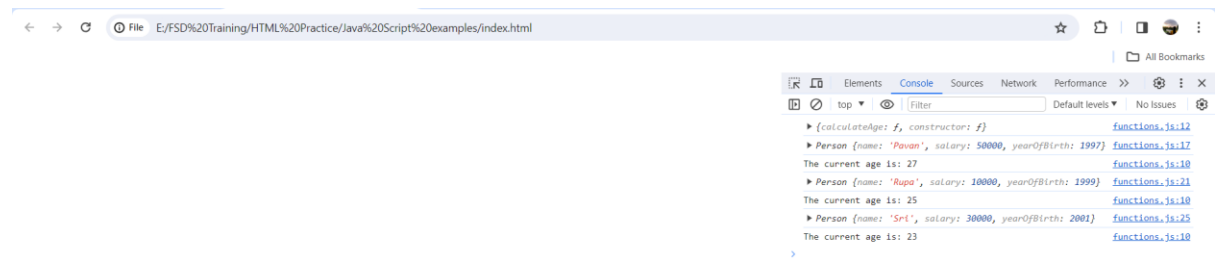 File E:/FSD%20Training/HTML%20Practice/Java%20Script%20examples/index.html
All Bookmarks
Elements Console Sources Network Performance
top Filter Default levels No Issues
{calculateAge: ƒ, constructor: ƒ} functions.js:12
Person {name: 'Pavan', salary: 50000, yearOfBirth: 1997} functions.js:17
The current age is: 27 functions.js:10
Person {name: 'Rupa', salary: 10000, yearOfBirth: 1999} functions.js:21
The current age is: 25 functions.js:10
Person {name: 'Sri', salary: 30000, yearOfBirth: 2001} functions.js:25
The current age is: 23 functions.js:10